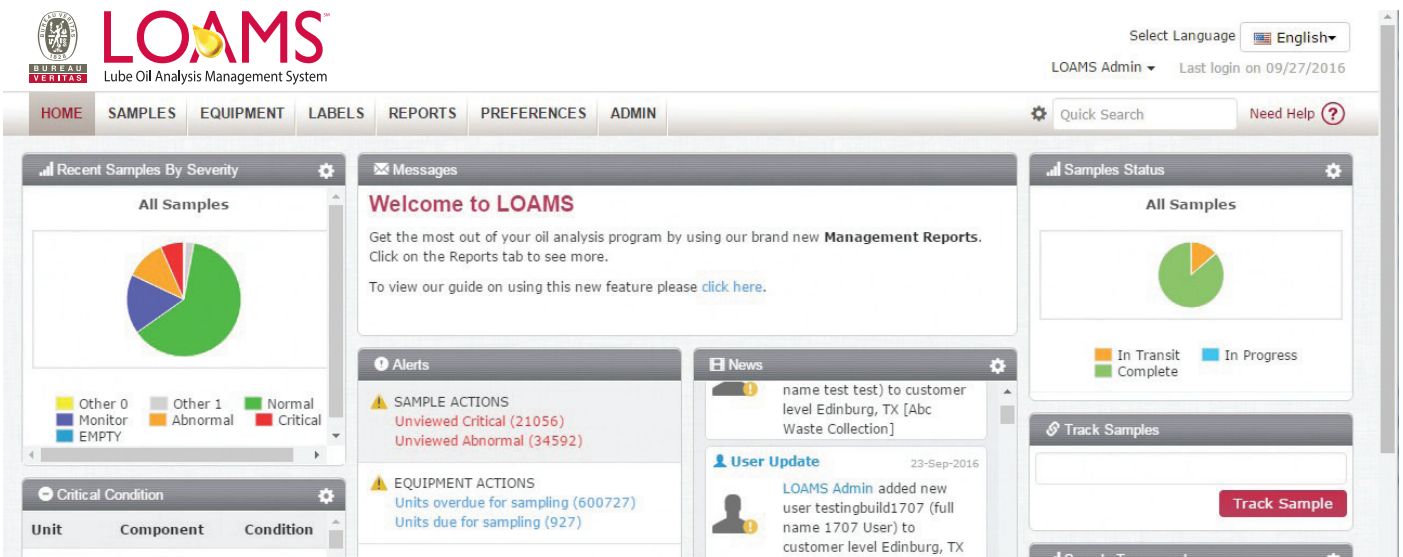 BUREAU VERITAS
1828
BUREAU
VERITAS
LOAMS
Lube Oil Analysis Management System
Select Language English
LOAMS Admin Last login on 09/27/2016
HOME SAMPLES EQUIPMENT LABELS REPORTS PREFERENCES ADMIN
Quick Search Need Help ?
Recent Samples By Severity
All Samples
Other 0 Other 1 Normal
Monitor Abnormal Critical
EMPTY
Critical Condition
Unit Component Condition
Messages
Welcome to LOAMS
Get the most out of your oil analysis program by using our brand new Management Reports.
Click on the Reports tab to see more.
To view our guide on using this new feature please click here.
Alerts
SAMPLE ACTIONS
Unviewed Critical (21056)
Unviewed Abnormal (34592)
EQUIPMENT ACTIONS
Units overdue for sampling (600727)
Units due for sampling (927)
News
name test test) to customer
level Edinburg, TX [Abc
Waste Collection]
User Update 23-Sep-2016
LOAMS Admin added new
user testingbuild1707 (full
name 1707 User) to
customer level Edinburg, TX
Samples Status
All Samples
In Transit In Progress
Complete
Track Samples
Track Sample